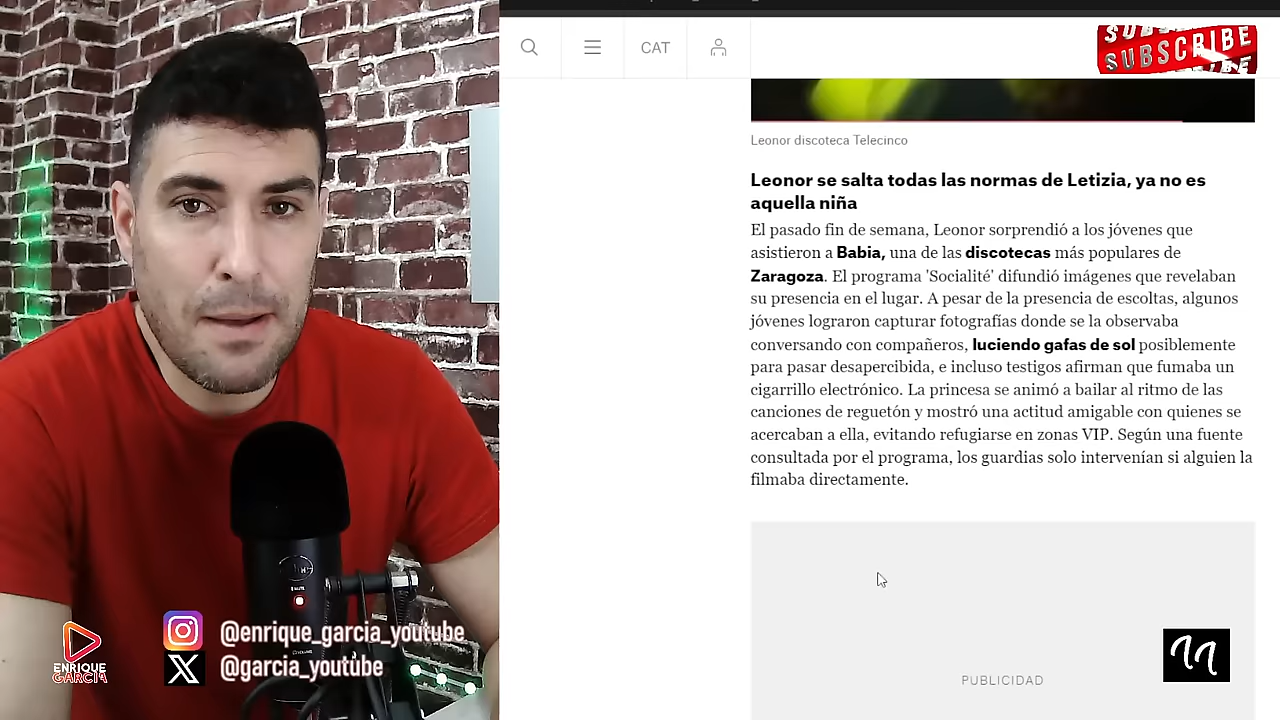 CAT
SUBSCRIBE
Leonor discoteca Telecinco
Leonor se salta todas las normas de Letizia, ya no es
aquella niña
El pasado fin de semana, Leonor sorprendió a los jóvenes que
asistieron a Babia, una de las discotecas más populares de
Zaragoza. El programa 'Socialité' difundió imágenes que revelaban
su presencia en el lugar. A pesar de la presencia de escoltas, algunos
jóvenes lograron capturar fotografías donde se la observaba
conversando con compañeros, luciendo gafas de sol posiblemente
para pasar desapercibida, e incluso testigos afirman que fumaba un
cigarrillo electrónico. La princesa se animó a bailar al ritmo de las
canciones de reguetón y mostró una actitud amigable con quienes se
acercaban a ella, evitando refugiarse en zonas VIP. Según una fuente
consultada por el programa, los guardias solo intervenían si alguien la
filmaba directamente.
PUBLICIDAD
@enrique_garcia_youtube
@garcia_youtube
ENRIQUE
GARCIA